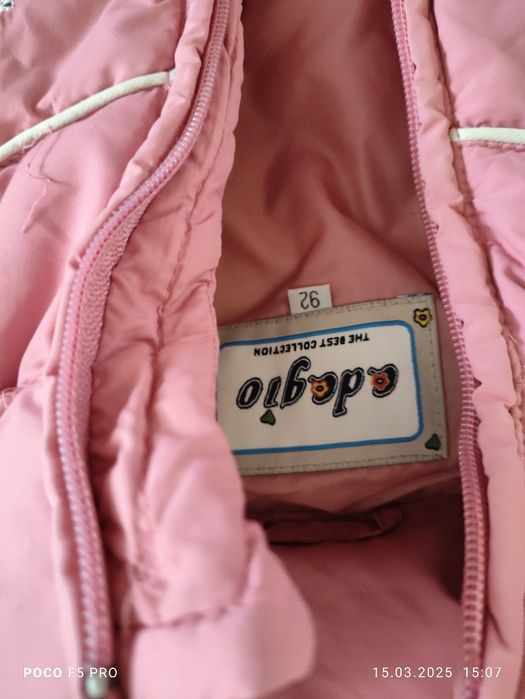 adagio
THE BEST COLLECTION
92
POCO F5 PRO
15.03.2025 15:07